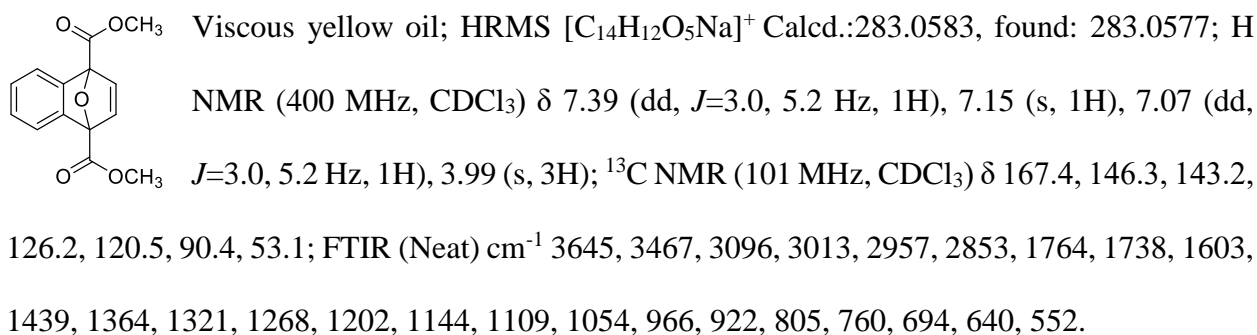 O
OCH₃
O
O
OCH₃
Viscous yellow oil; HRMS [C₁₄H₁₂O₅Na]⁺ Calcd.:283.0583, found: 283.0577; H
NMR (400 MHz, CDCl₃) δ 7.39 (dd, J=3.0, 5.2 Hz, 1H), 7.15 (s, 1H), 7.07 (dd,
J=3.0, 5.2 Hz, 1H), 3.99 (s, 3H); ¹³C NMR (101 MHz, CDCl₃) δ 167.4, 146.3, 143.2,
126.2, 120.5, 90.4, 53.1; FTIR (Neat) cm⁻¹ 3645, 3467, 3096, 3013, 2957, 2853, 1764, 1738, 1603,
1439, 1364, 1321, 1268, 1202, 1144, 1109, 1054, 966, 922, 805, 760, 694, 640, 552.